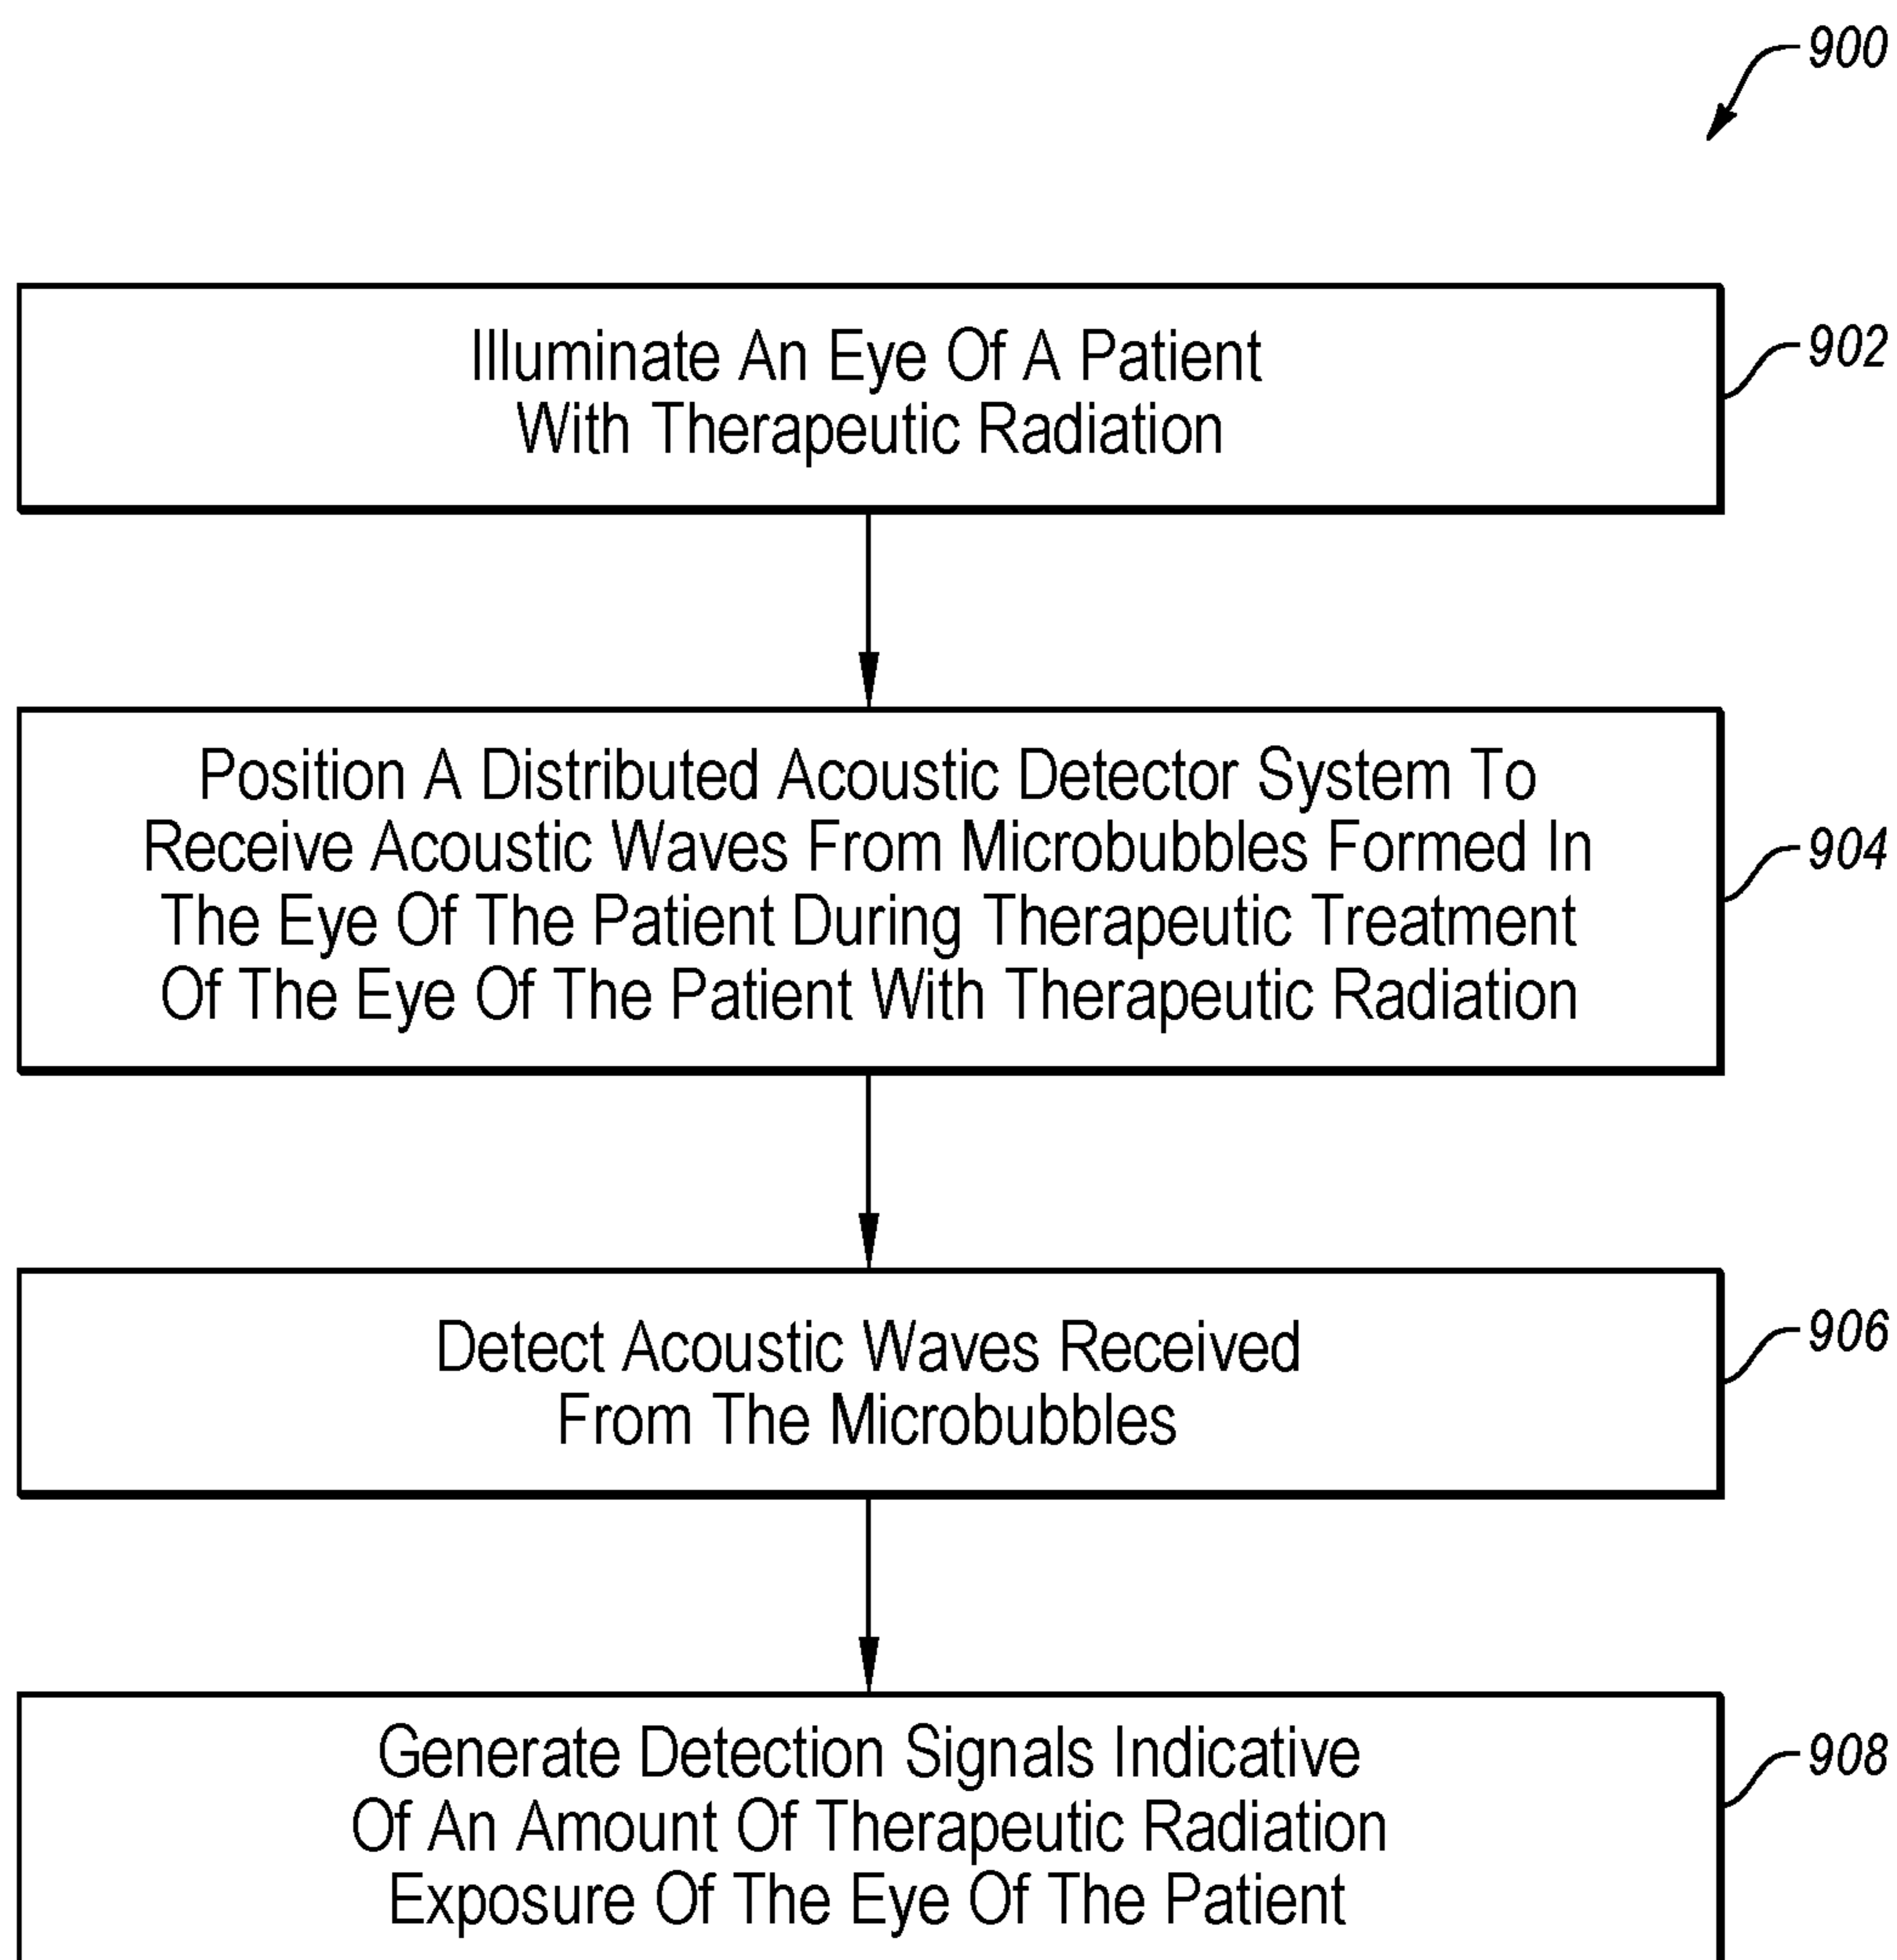 900
Illuminate An Eye Of A Patient
With Therapeutic Radiation
902
Position A Distributed Acoustic Detector System To
Receive Acoustic Waves From Microbubbles Formed In
The Eye Of The Patient During Therapeutic Treatment
Of The Eye Of The Patient With Therapeutic Radiation
904
Detect Acoustic Waves Received
From The Microbubbles
906
Generate Detection Signals Indicative
Of An Amount Of Therapeutic Radiation
Exposure Of The Eye Of The Patient
908